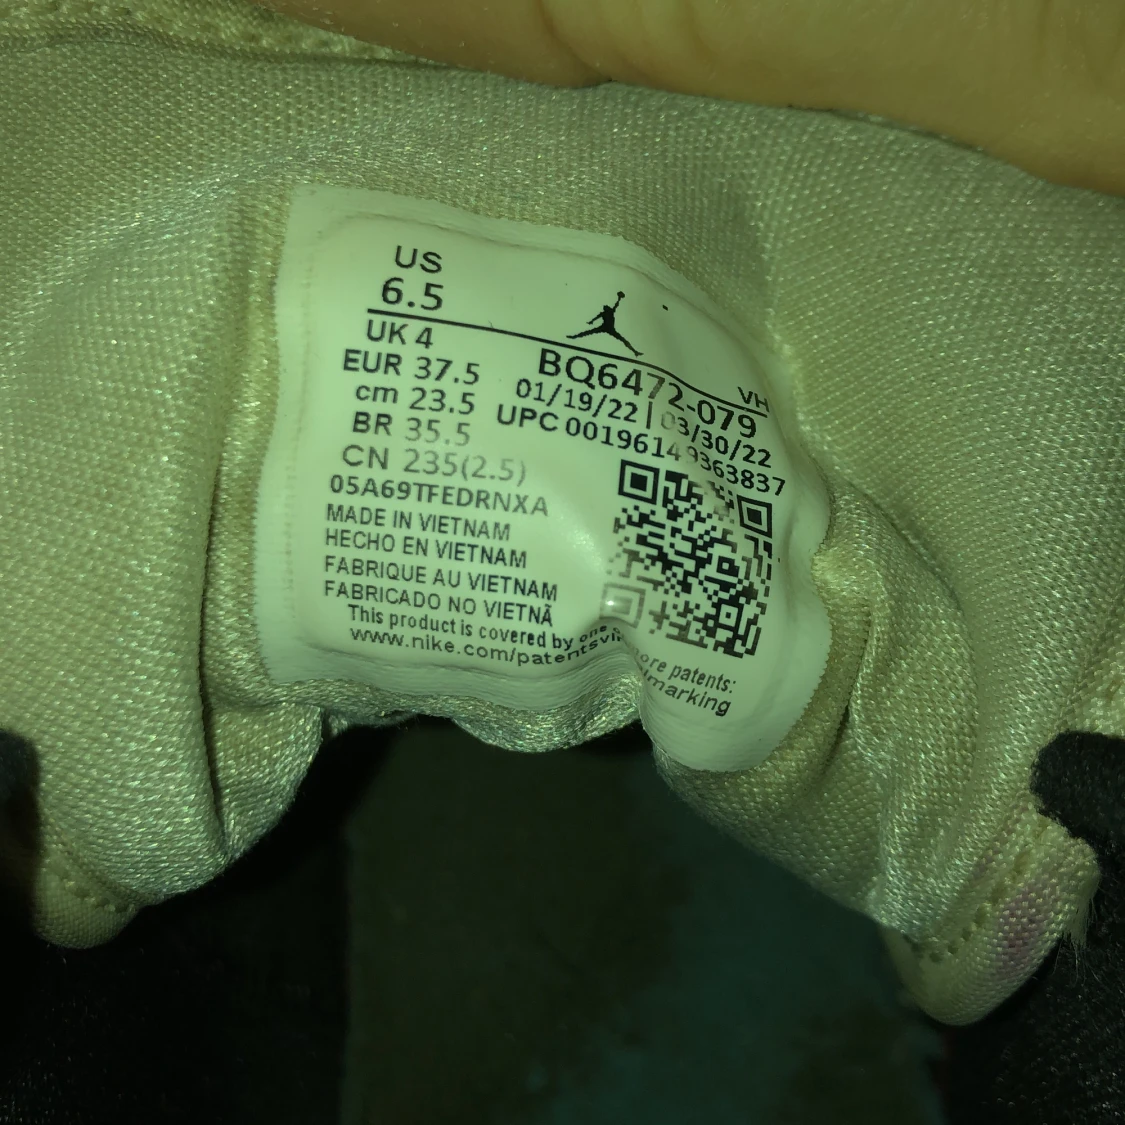 US
6.5
UK 4
EUR 37.5
cm 23.5
BR 35.5
CN 235(2.5)
05A69TFEDRNXA
MADE IN VIETNAM
HECHO EN VIETNAM
FABRIQUE AU VIETNAM
FABRICADO NO VIETNÃ
VH
BQ6472-079
01/19/22 | 03/30/22
UPC 00196149363837
This product is covered by one more patents:
www.nike.com/patents